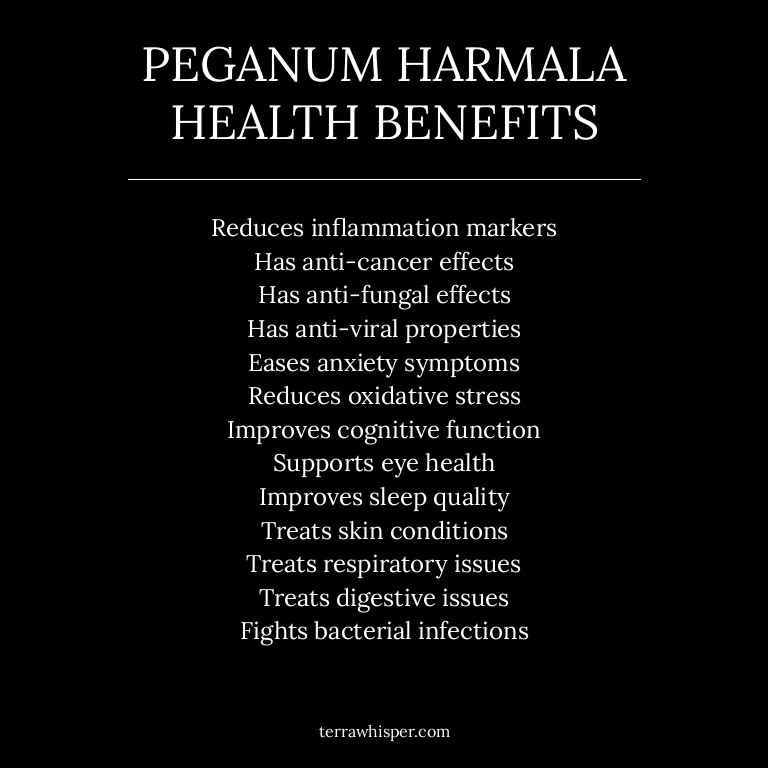 PEGANUM HARMALA
HEALTH BENEFITS
Reduces inflammation markers
Has anti-cancer effects
Has anti-fungal effects
Has anti-viral properties
Eases anxiety symptoms
Reduces oxidative stress
Improves cognitive function
Supports eye health
Improves sleep quality
Treats skin conditions
Treats respiratory issues
Treats digestive issues
Fights bacterial infections
terrawhisper.com